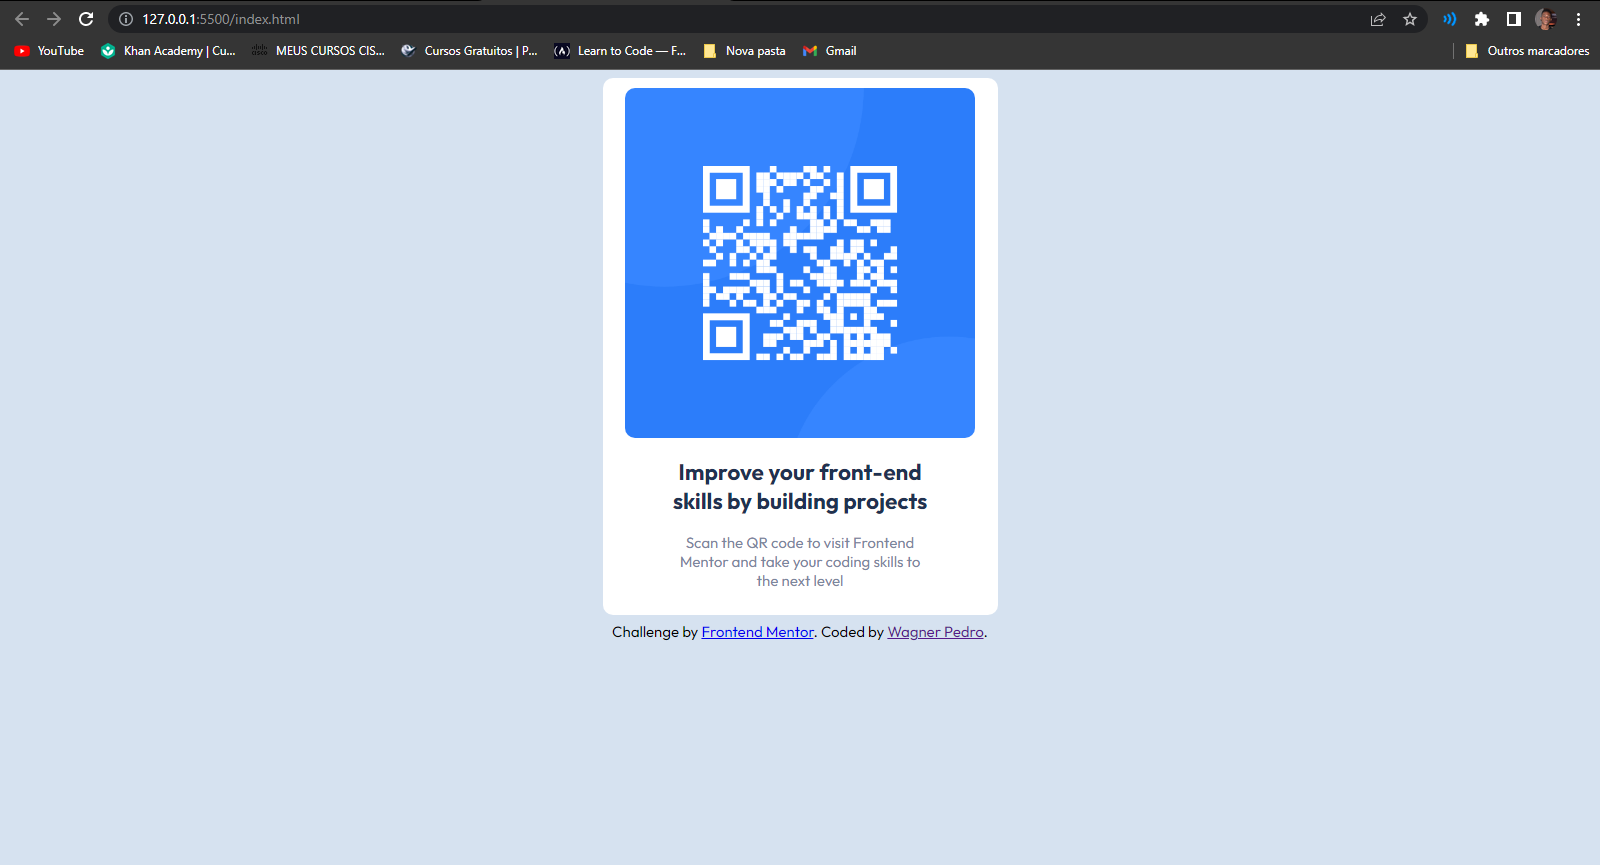 127.0.0.1:5500/index.html
YouTube Khan Academy | Cu... MEUS CURSOS CIS... Cursos Gratuitos | P... Learn to Code — F... Nova pasta Gmail Outros marcadores
Improve your front-end
skills by building projects
Scan the QR code to visit Frontend
Mentor and take your coding skills to
the next level
Challenge by Frontend Mentor. Coded by Wagner Pedro.